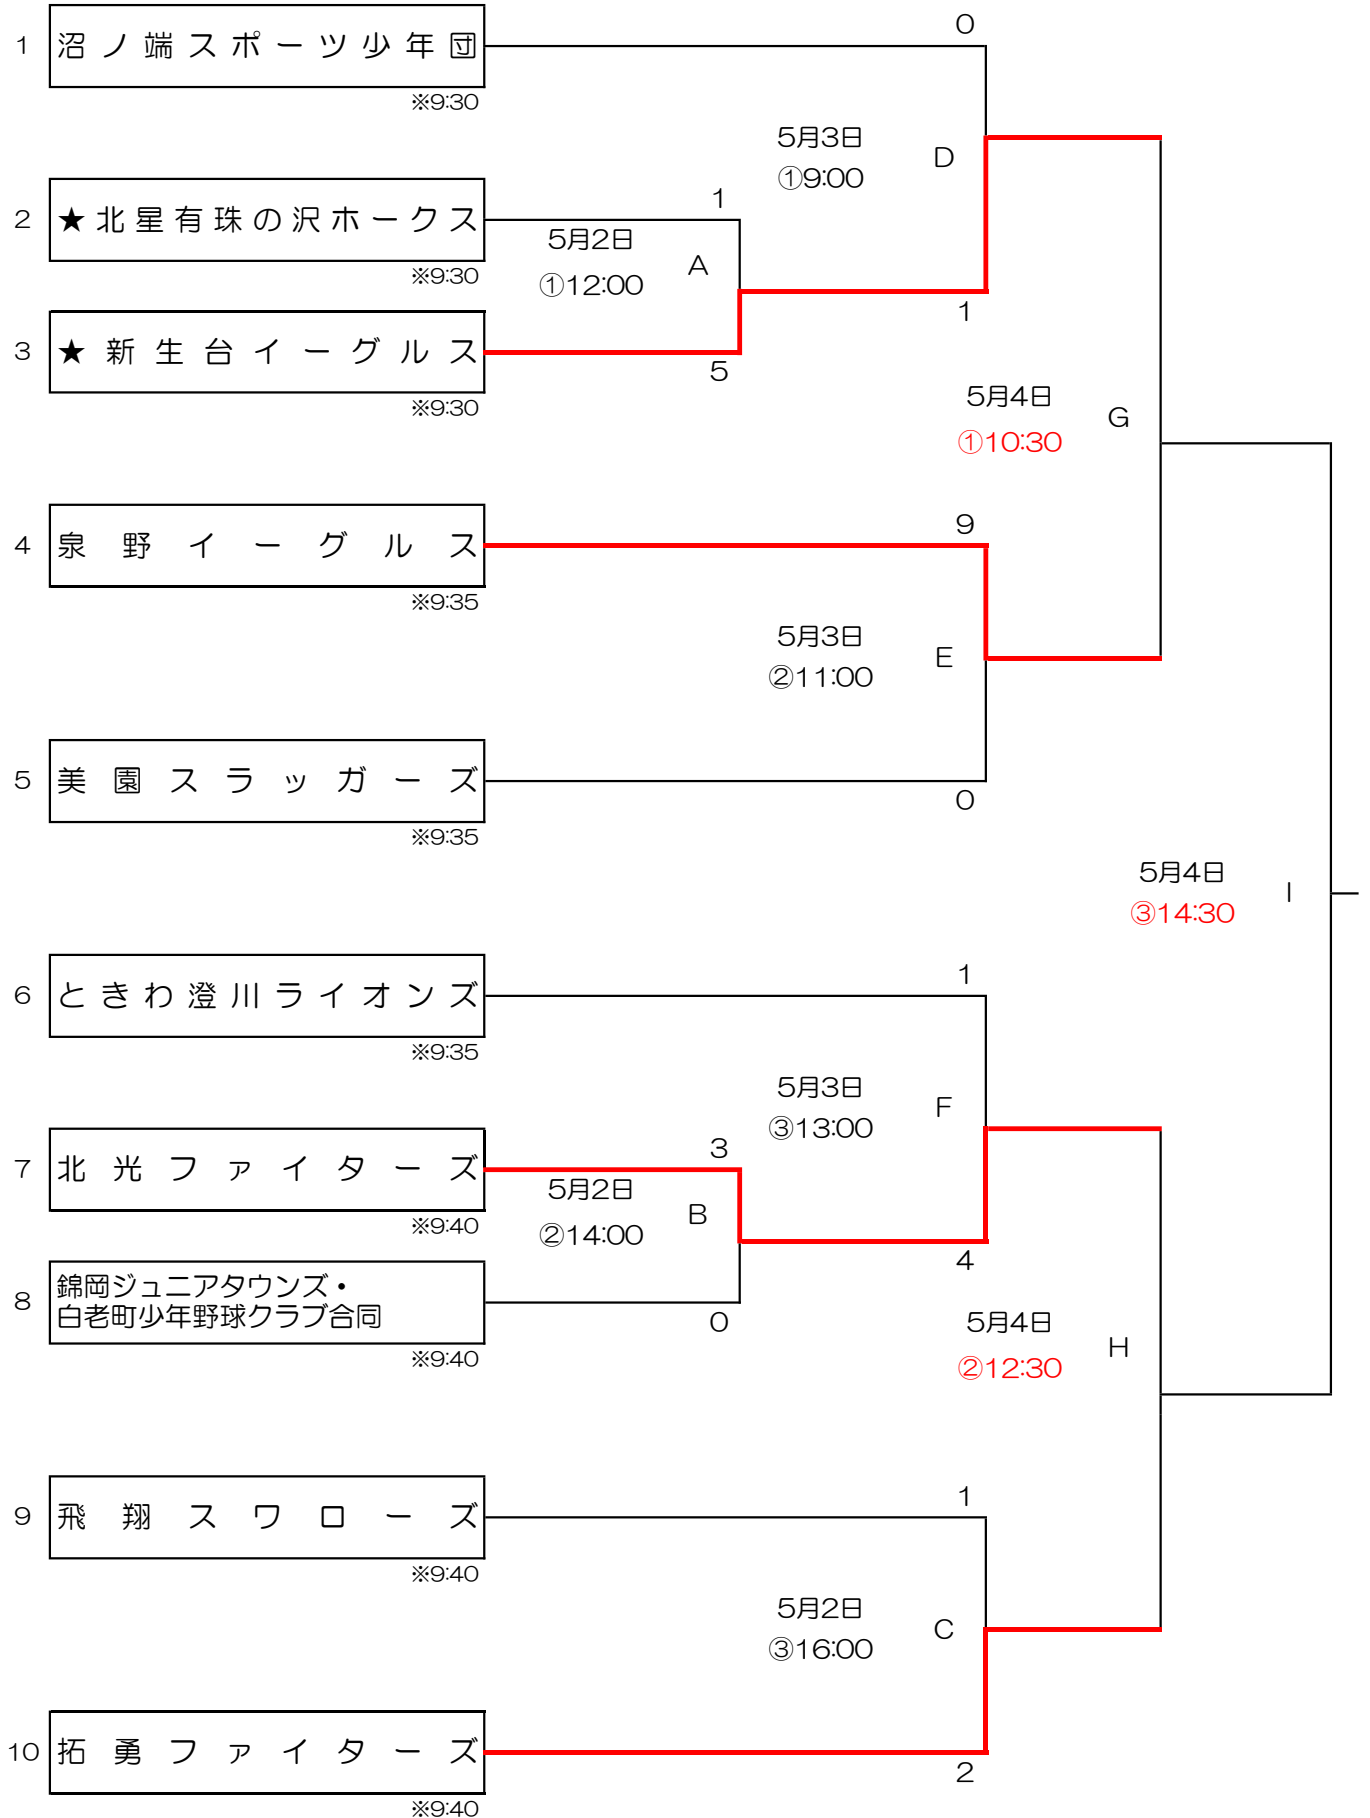 0
1 沼ノ端スポーツ少年団
※9:30
5月3日
D
①9:00
1
2 ★北星有珠の沢ホークス
5月2日
A
※9:30
①12:00
1
3 ★新生台イーグルス
5
※9:30
5月4日
G
①10:30
9
4 泉野イーグルス
※9:35
5月3日
E
②11:00
5 美園スラッガーズ
0
※9:35
5月4日
I
③14:30
1
6 ときわ澄川ライオンズ
※9:35
5月3日
F
③13:00
3
7 北光ファイターズ
5月2日
B
※9:40
②14:00
4
8 錦岡ジュニアタウンズ・
白老町少年野球クラブ合同
0
※9:40
5月4日
H
②12:30
1
9 飛翔スワローズ
※9:40
5月2日
C
③16:00
10 拓勇ファイターズ
2
※9:40